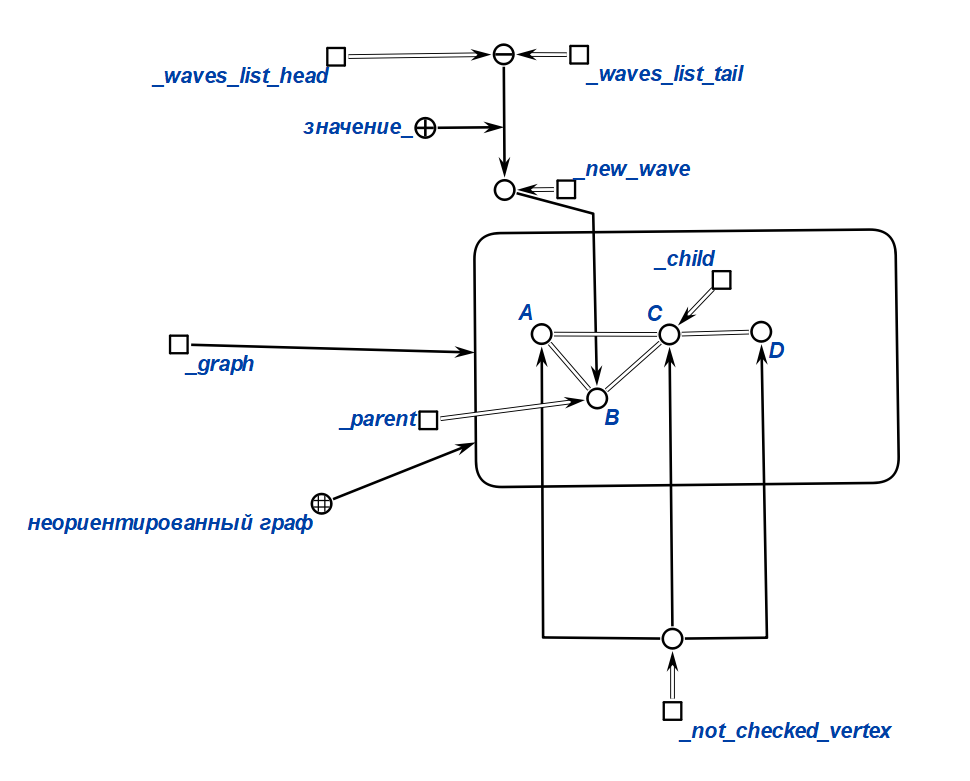 _waves_list_head
_waves_list_tail
значение_
_new_wave
_child
A
C
D
_graph
_parent
B
неориентированный граф
_not_checked_vertex